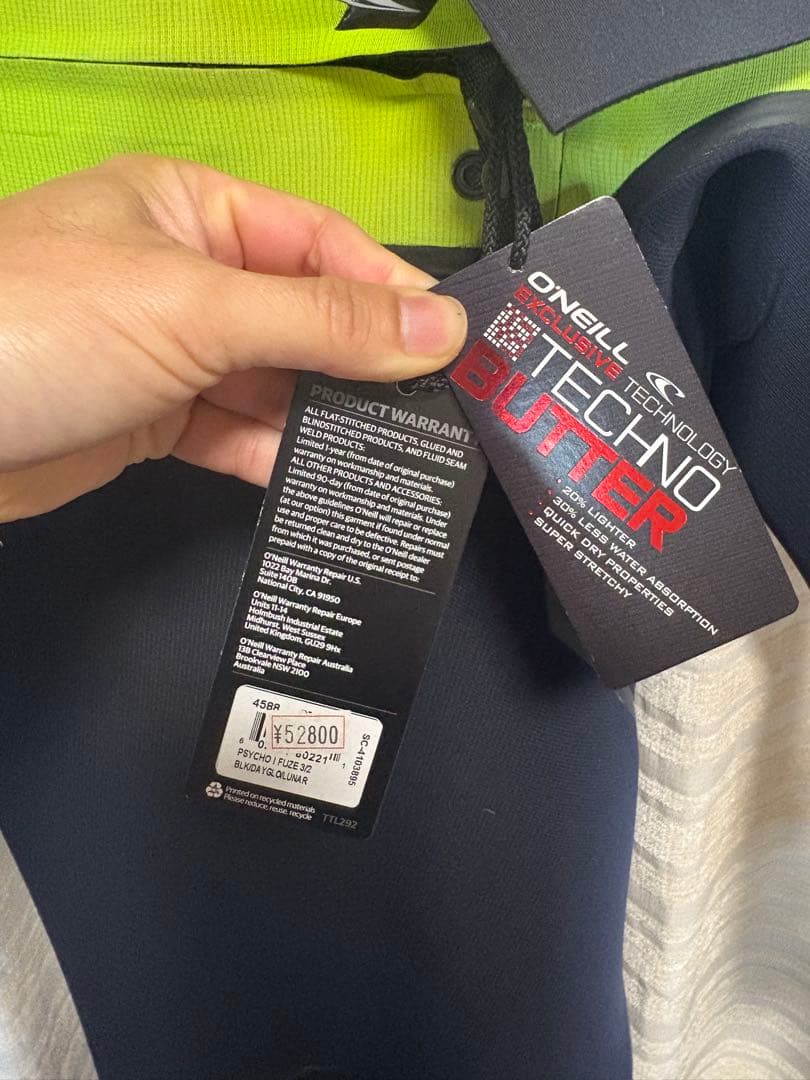 PRODUCT WARRANT
ALL FLAT-STITCHED PRODUCTS, GLUED AND
BLINDSTITCHED PRODUCTS, AND FLUID SEAM
WELD PRODUCTS:
Limited 1-year (from date of original purchase)
warranty on workmanship and materials.
ALL OTHER PRODUCTS AND ACCESSORIES:
Limited 90-day (from date of original purchase)
warranty on workmanship and materials. Under
the above guidelines O'Neill will repair or replace
(at our option) this garment if found under normal
use and proper care to be defective. Repairs must
be returned clean and dry to the O'Neill dealer
from which it was purchased, or sent postage
prepaid with a copy of the original receipt to:
O'Neill Warranty Repair U.S.
1022 Bay Marina Dr.
Suite 140B
National City, CA 91950
O'Neill Warranty Repair Europe
Units 11-14
Holmbush Industrial Estate
Midhurst, West Sussex
United Kingdom, GU29 9Hx
O'Neill Warranty Repair Australia
13B Clearview Place
Brookvale NSW 2100
Australia
¥52800
80221 1
SC-4103895
PSYCHO I FUZE 3/2
BLK/DAYGLO/LUNAR
Printed on recycled materials
Please reduce, reuse, recycle
TTL292
O'NEILL
EXCLUSIVE TECHNOLOGY
TECHNO
BUTTER
20% LIGHTER
30% LESS WATER ABSORPTION
QUICK DRY PROPERTIES
SUPER STRETCHY